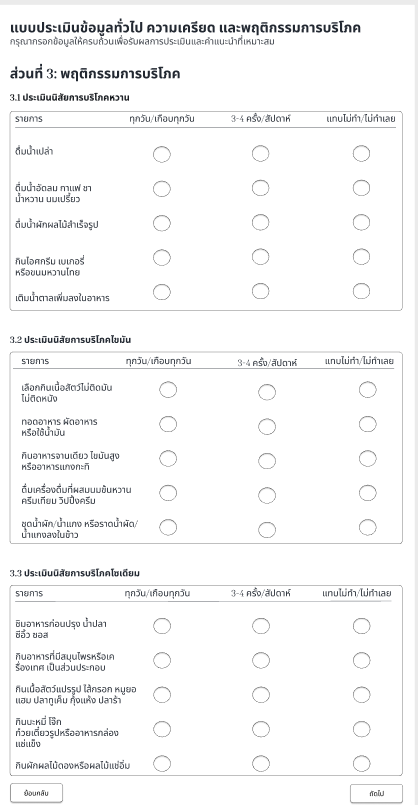 แบบประเมินข้อมูลทั่วไป ความเครียด และพฤติกรรมการบริโภค
กรุณากรอกข้อมูลให้ครบถ้วนเพื่อรับผลการประเมินและคำแนะนำที่เหมาะสม
ส่วนที่ 3: พฤติกรรมการบริโภค
3.1 ประเมินนิสัยการบริโภคหวาน
รายการ ทุกวัน/เกือบทุกวัน 3-4 ครั้ง/สัปดาห์ แทบไม่ทำ/ไม่ทำเลย
ดื่มน้ำเปล่า
ดื่มน้ำอัดลม กาแฟ ชา
น้ำหวาน นมเปรี้ยว
ดื่มน้ำผักผลไม้สำเร็จรูป
กินไอศกรีม เบเกอรี่
หรือขนมหวานไทย
เติมน้ำตาลเพิ่มลงในอาหาร
3.2 ประเมินนิสัยการบริโภคไขมัน
รายการ ทุกวัน/เกือบทุกวัน 3-4 ครั้ง/สัปดาห์ แทบไม่ทำ/ไม่ทำเลย
เลือกกินเนื้อสัตว์ไม่ติดมัน
ไม่ติดหนัง
ทอดอาหาร ผัดอาหาร
หรือใช้น้ำมัน
กินอาหารจานเดียว ไขมันสูง
หรืออาหารแกงกะทิ
ดื่มเครื่องดื่มที่ผสมนมข้นหวาน
ครีมเทียม วิปปิ้งครีม
ซดน้ำผัก/น้ำแกง หรือราดน้ำผัด/
น้ำแกงลงในข้าว
3.3 ประเมินนิสัยการบริโภคโซเดียม
รายการ ทุกวัน/เกือบทุกวัน 3-4 ครั้ง/สัปดาห์ แทบไม่ทำ/ไม่ทำเลย
ชิมอาหารก่อนปรุง น้ำปลา
ซีอิ๊ว ซอส
กินอาหารที่มีสมุนไพรหรือเค
รื่องเทศ เป็นส่วนประกอบ
กินเนื้อสัตว์แปรรูป ไส้กรอก หมูยอ
แฮม ปลาทูเค็ม กุ้งแห้ง ปลาร้า
กินบะหมี่ โจ๊ก
ก๋วยเตี๋ยวรูปหรืออาหารกล่อง
แช่แข็ง
กินผักผลไม้ดองหรือผลไม้แช่อิ่ม
ย้อนกลับ ถัดไป